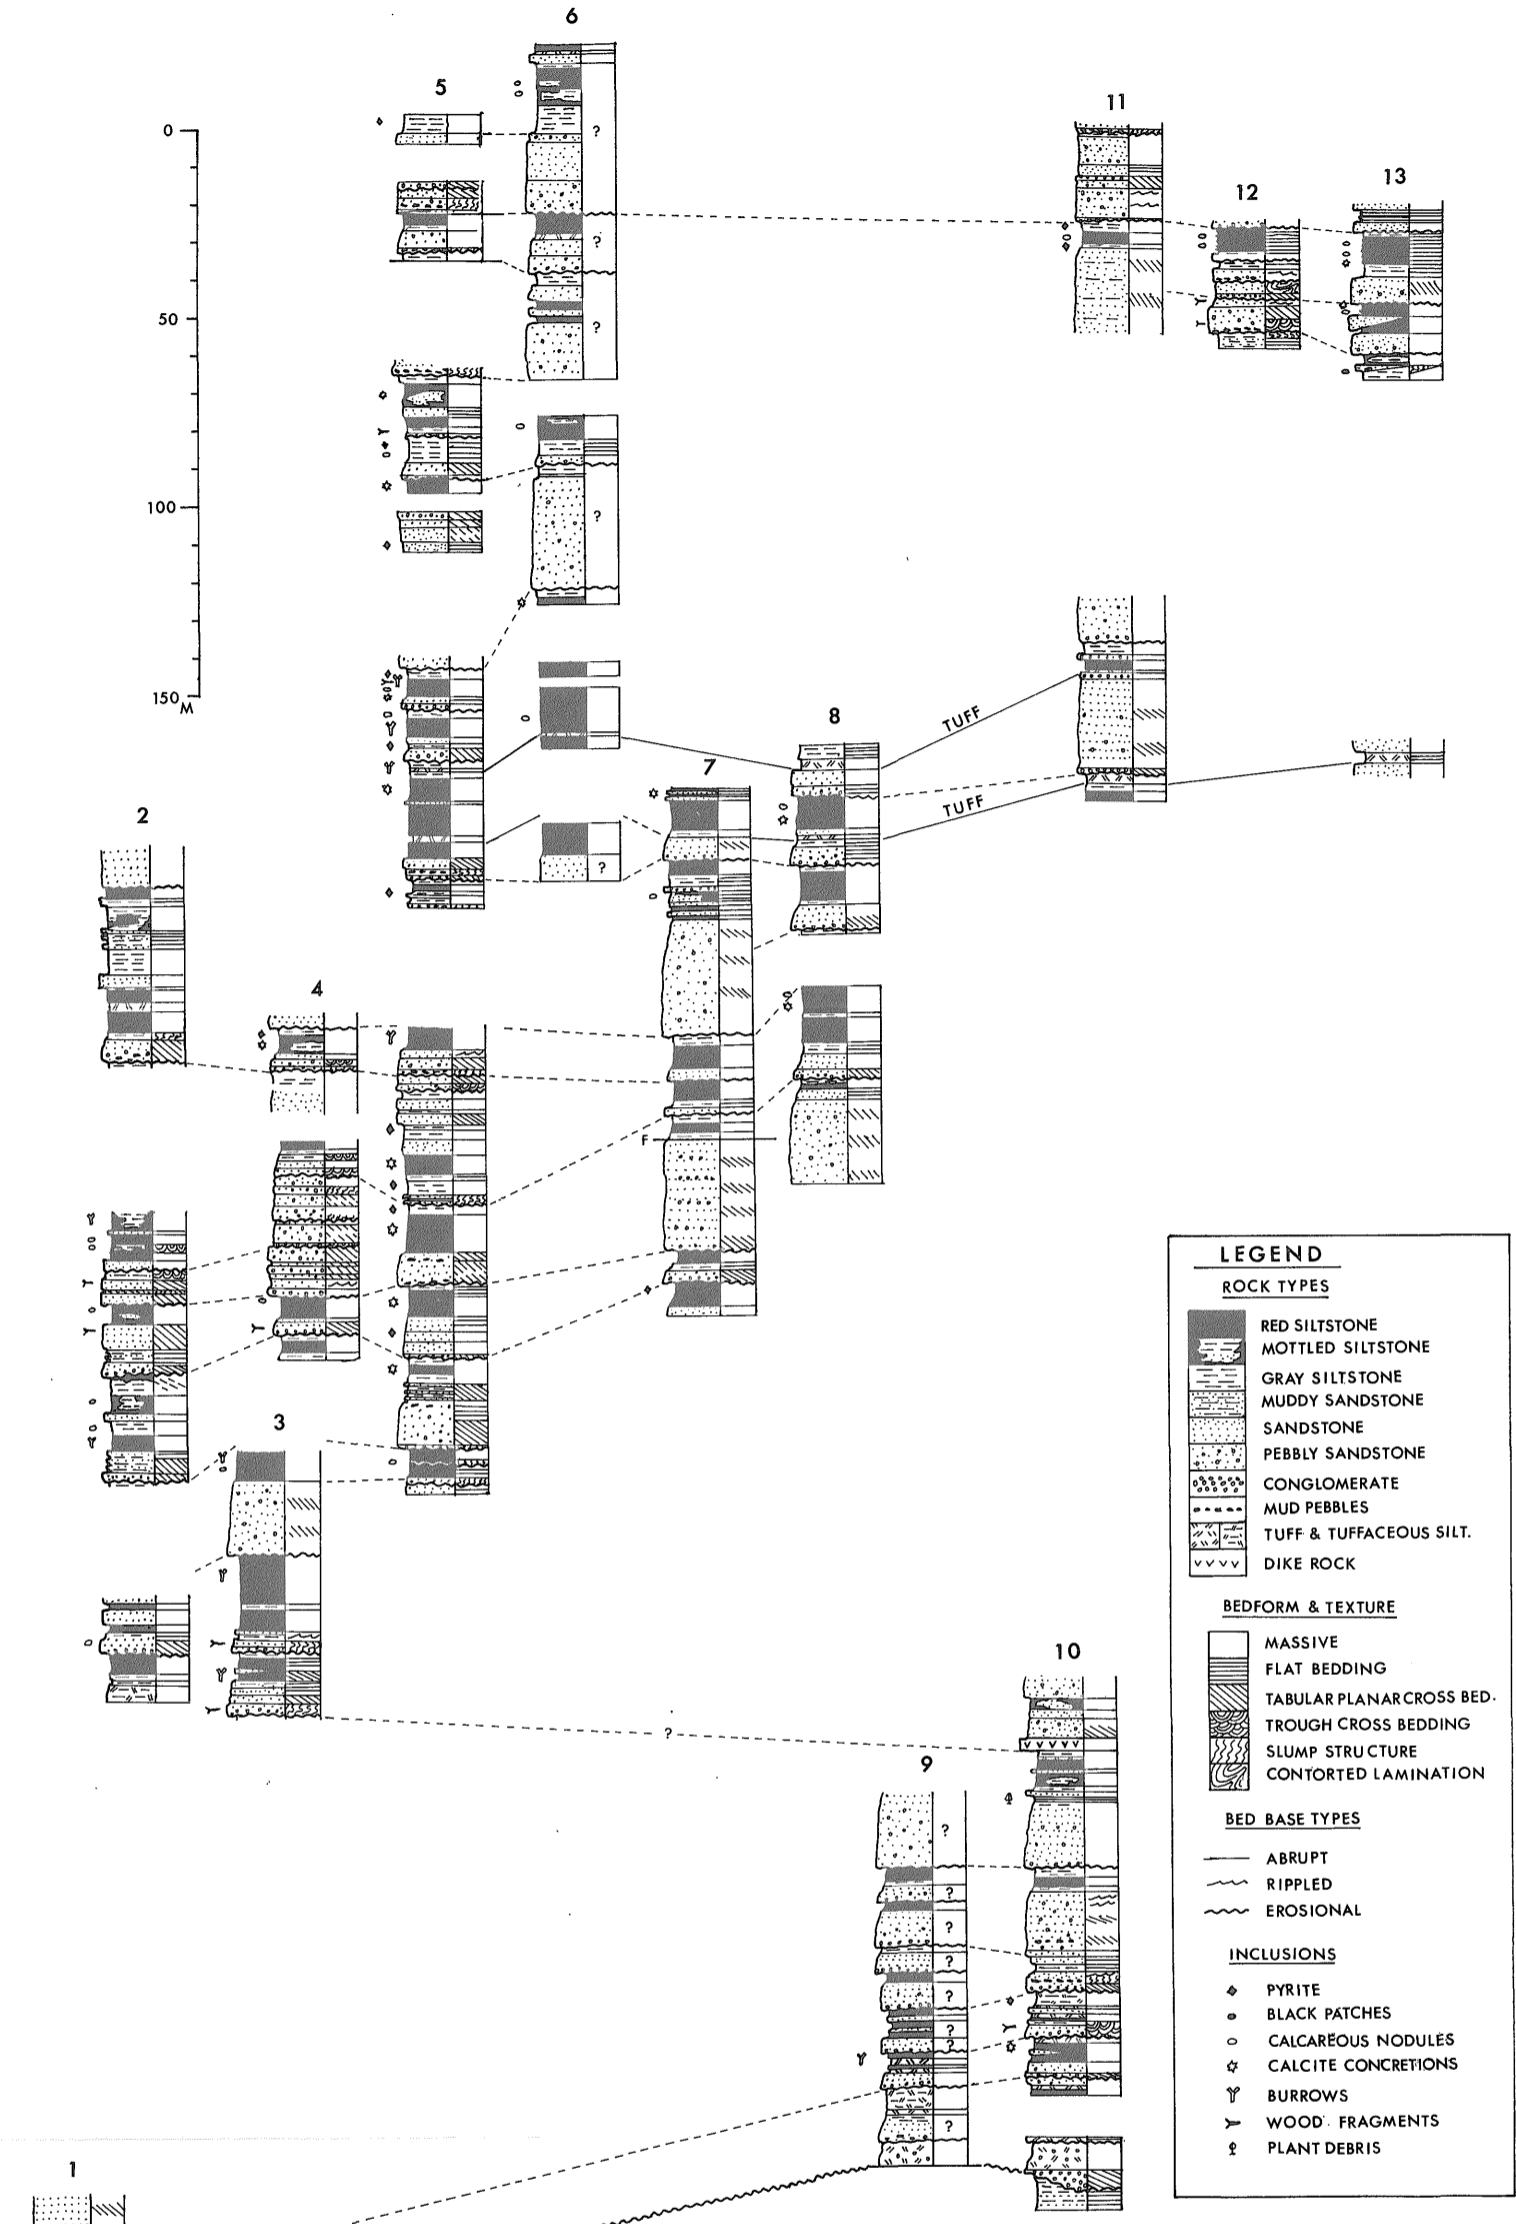 6
5
11
0
?
13
12
?
50
?
100
?
150
M
8
TUFF
7
2
TUFF
?
4
F
LEGEND
ROCK TYPES
RED SILTSTONE
MOTTLED SILTSTONE
GRAY SILTSTONE
MUDDY SANDSTONE
SANDSTONE
PEBBLY SANDSTONE
CONGLOMERATE
MUD PEBBLES
TUFF & TUFFACEOUS SILT.
DIKE ROCK
3
BEDFORM & TEXTURE
MASSIVE
FLAT BEDDING
TABULAR PLANAR CROSS BED.
TROUGH CROSS BEDDING
SLUMP STRUCTURE
CONTORTED LAMINATION
10
?
9
BED BASE TYPES
ABRUPT
RIPPLED
EROSIONAL
?
?
?
?
?
?
?
?
INCLUSIONS
PYRITE
BLACK PATCHES
CALCAREOUS NODULES
CALCITE CONCRETIONS
BURROWS
WOOD FRAGMENTS
PLANT DEBRIS
1